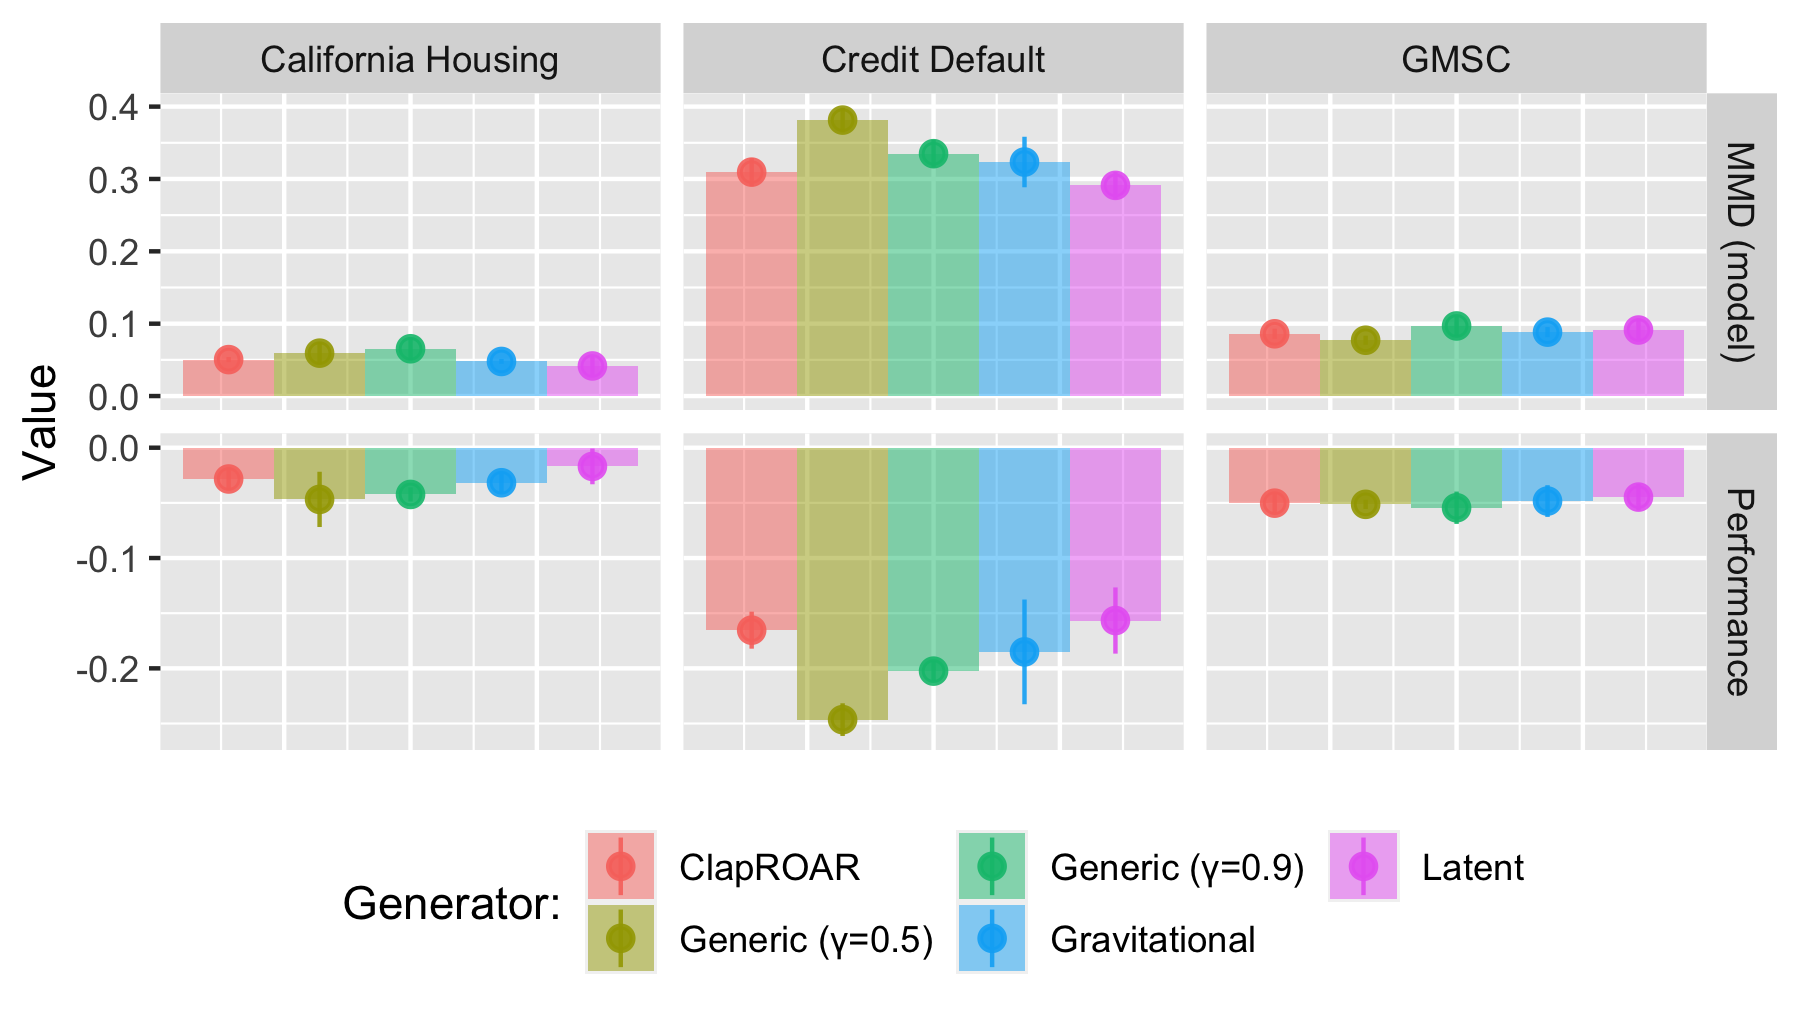 California Housing
Credit Default
GMSC
Value
0.4
0.3
0.2
0.1
0.0
MMD (model)
0.0
-0.1
-0.2
Performance
Generator:
ClapROAR
Generic (γ=0.9)
Latent
Generic (γ=0.5)
Gravitational